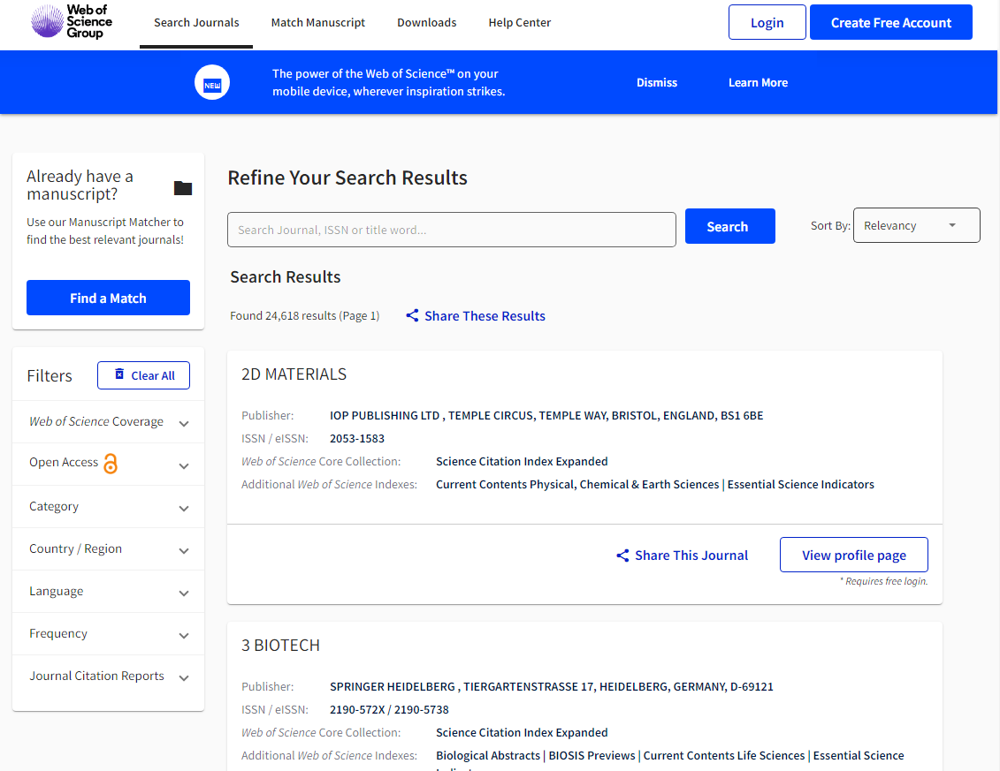 Web of
Science
Group
Search Journals
Match Manuscript
Downloads
Help Center
Login
Create Free Account
NEW
The power of the Web of Science™ on your
mobile device, wherever inspiration strikes.
Dismiss
Learn More
Already have a
manuscript?
Use our Manuscript Matcher to
find the best relevant journals!
Find a Match
Filters
Clear All
Web of Science Coverage
Open Access
Category
Country / Region
Language
Frequency
Journal Citation Reports
Refine Your Search Results
Search Journal, ISSN or title word...
Search
Sort By:
Relevancy
Search Results
Found 24,618 results (Page 1)
Share These Results
2D MATERIALS
Publisher: IOP PUBLISHING LTD , TEMPLE CIRCUS, TEMPLE WAY, BRISTOL, ENGLAND, BS1 6BE
ISSN / eISSN: 2053-1583
Web of Science Core Collection: Science Citation Index Expanded
Additional Web of Science Indexes: Current Contents Physical, Chemical & Earth Sciences | Essential Science Indicators
Share This Journal
View profile page
* Requires free login.
3 BIOTECH
Publisher: SPRINGER HEIDELBERG , TIERGARTENSTRASSE 17, HEIDELBERG, GERMANY, D-69121
ISSN / eISSN: 2190-572X / 2190-5738
Web of Science Core Collection: Science Citation Index Expanded
Additional Web of Science Indexes: Biological Abstracts | BIOSIS Previews | Current Contents Life Sciences | Essential Science